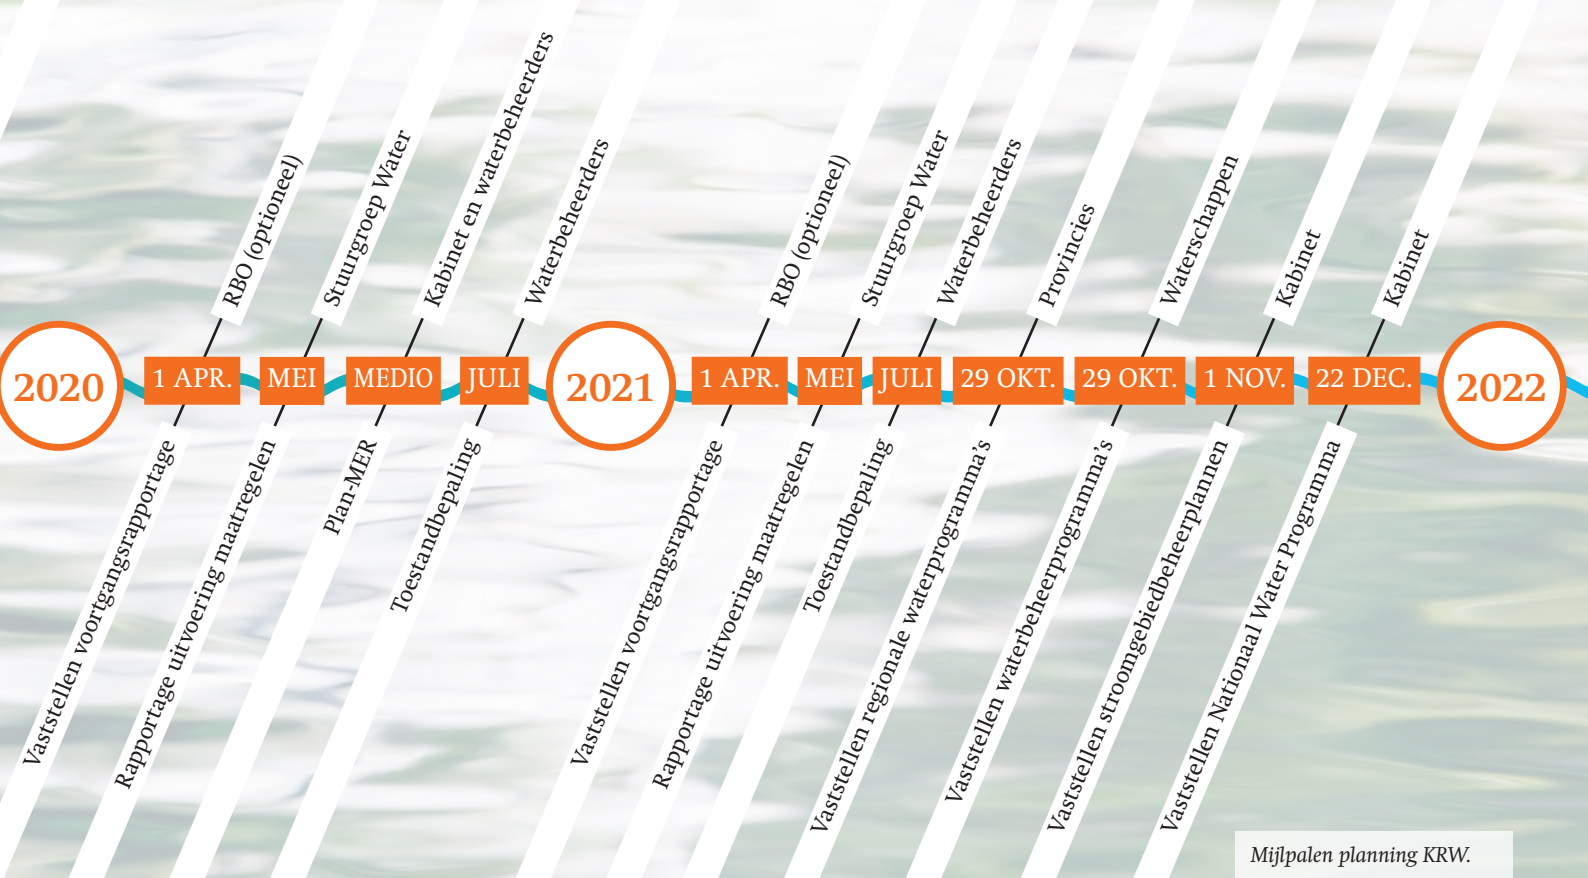 2020
RBO (optioneel)
1 APR.
Vaststellen voortgangsrapportage
Stuurgroep Water
MEI
Rapportage uitvoering maatregelen
Kabinet en waterbeheerders
MEDIO
Plan-MER
Waterbeheerders
JULI
Toestandbepaling
2021
RBO (optioneel)
1 APR.
Vaststellen voortgangsrapportage
Stuurgroep Water
MEI
Rapportage uitvoering maatregelen
Waterbeheerders
JULI
Toestandbepaling
Provincies
29 OKT.
Vaststellen regionale waterprogramma's
Waterschappen
29 OKT.
Vaststellen waterbeheerprogramma's
Kabinet
1 NOV.
Vaststellen stroomgebiedbeheerplannen
Kabinet
22 DEC.
Vaststellen Nationaal Water Programma
2022
Mijlpalen planning KRW.